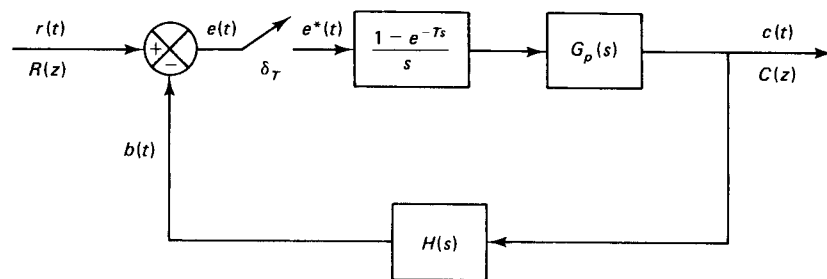 r(t)
R(z)
+
−
e(t)
δ_T
e*(t)
1 − e^{−Ts}
s
G_p(s)
c(t)
C(z)
b(t)
H(s)